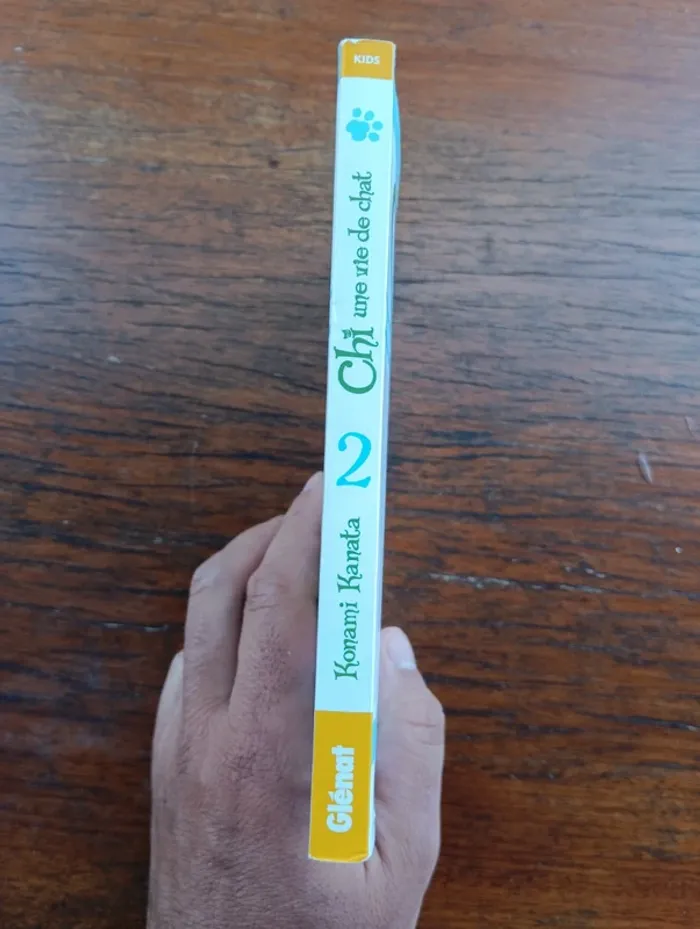 KIDS
Chi une vie de chat
2
Konami Kanata
Glénat